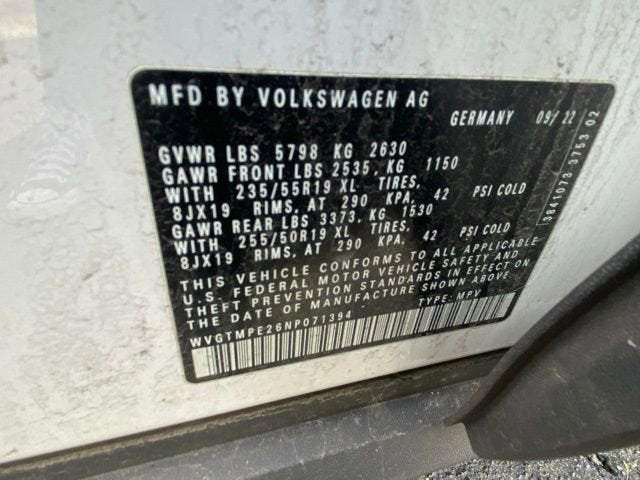 MFD BY VOLKSWAGEN AG
GERMANY 09/22
GVWR LBS 5798 KG 2630
GAWR FRONT LBS 2535, KG 1150
WITH 235/55R19 XL TIRES,
8JX19 RIMS, AT 290 KPA, 42 PSI COLD
GAWR REAR LBS 3373, KG 1530
WITH 255/50R19 XL TIRES,
8JX19 RIMS, AT 290 KPA, 42 PSI COLD
THIS VEHICLE CONFORMS TO ALL APPLICABLE
U.S. FEDERAL MOTOR VEHICLE SAFETY AND
THEFT PREVENTION STANDARDS IN EFFECT ON
THE DATE OF MANUFACTURE SHOWN ABOVE.
WVGTMPE26NP071394 TYPE: MPV
3841073 3753 02